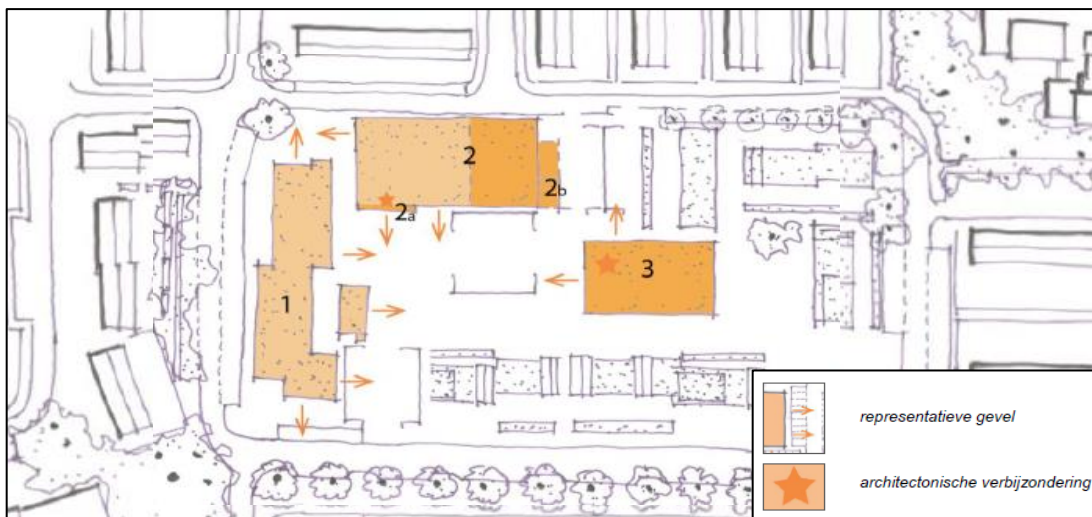 2
2b
2a
3
1
representatieve gevel
architectonische verbijzondering